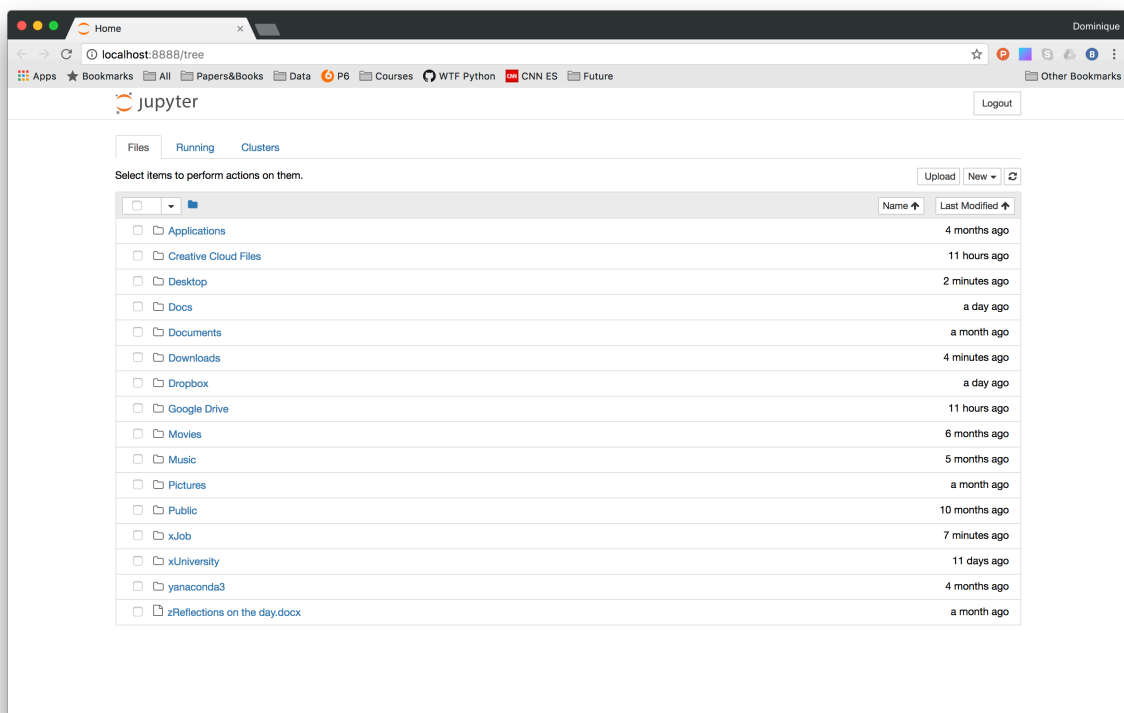 Home
Dominique
localhost:8888/tree
Apps Bookmarks All Papers&Books Data P6 Courses WTF Python CNN ES Future Other Bookmarks
jupyter Logout
Files Running Clusters
Select items to perform actions on them. Upload New
Name Last Modified
Applications 4 months ago
Creative Cloud Files 11 hours ago
Desktop 2 minutes ago
Docs a day ago
Documents a month ago
Downloads 4 minutes ago
Dropbox a day ago
Google Drive 11 hours ago
Movies 6 months ago
Music 5 months ago
Pictures a month ago
Public 10 months ago
xJob 7 minutes ago
xUniversity 11 days ago
yanaconda3 4 months ago
zReflections on the day.docx a month ago